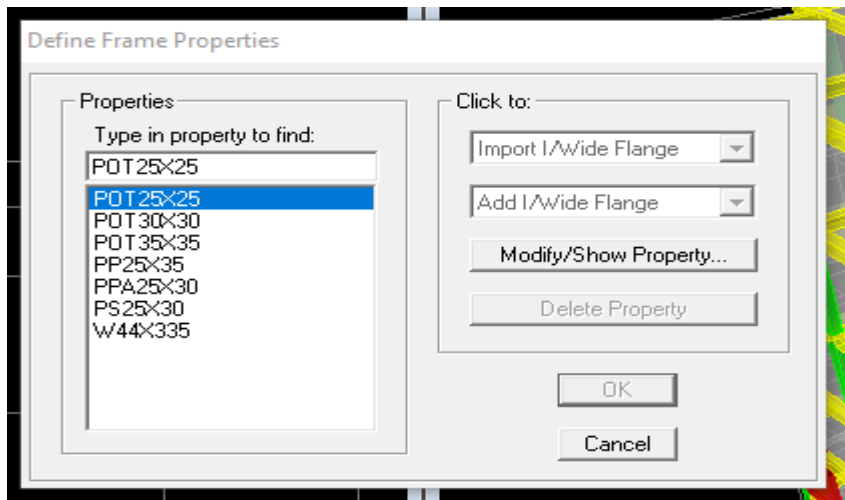 Define Frame Properties
Properties
Type in property to find:
POT25X25
POT25X25
POT30X30
POT35X35
PP25X35
PPA25X30
PS25X30
W44X335
Click to:
Import I/Wide Flange
Add I/Wide Flange
Modify/Show Property...
Delete Property
OK
Cancel